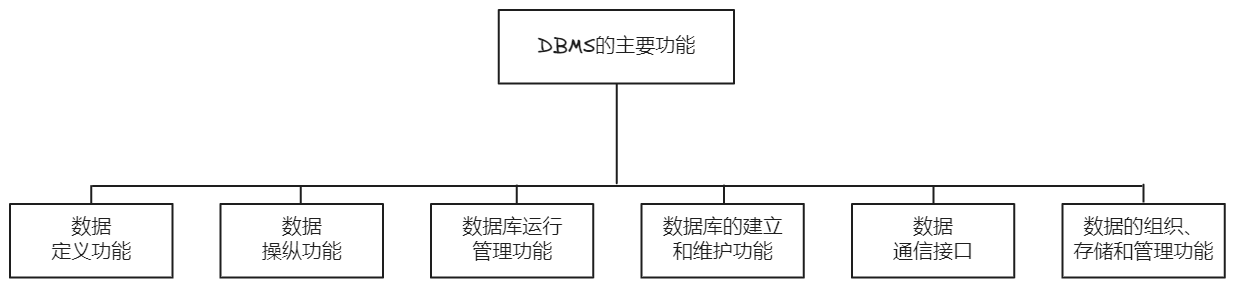 DBMS的主要功能
数据
定义功能
数据
操纵功能
数据库运行
管理功能
数据库的建立
和维护功能
数据
通信接口
数据的组织、
存储和管理功能